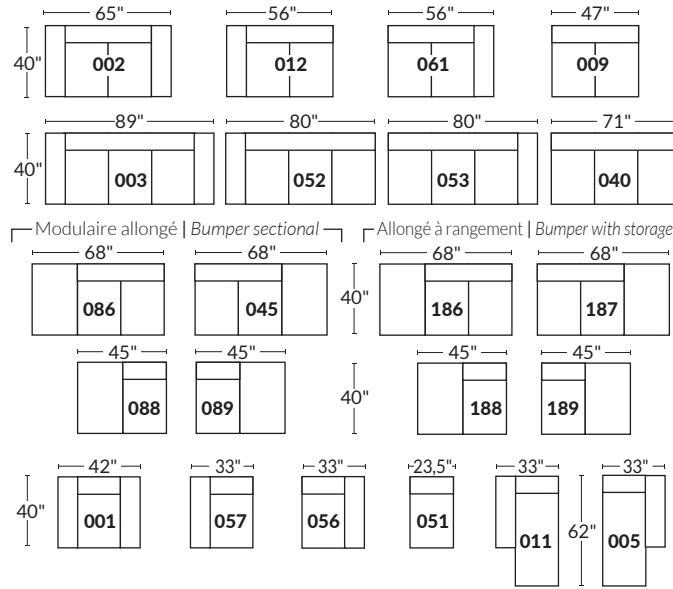 65" 56" 56" 47"
40" 002 012 061 009
89" 80" 80" 71"
40" 003 052 053 040
Modulaire allongé | Bumper sectional Allongé à rangement | Bumper with storage
68" 68" 68" 68"
086 045 40" 186 187
45" 45" 45" 45"
088 089 40" 188 189
42" 33" 33" 23,5" 33" 33"
40" 001 057 056 051 011 62" 005